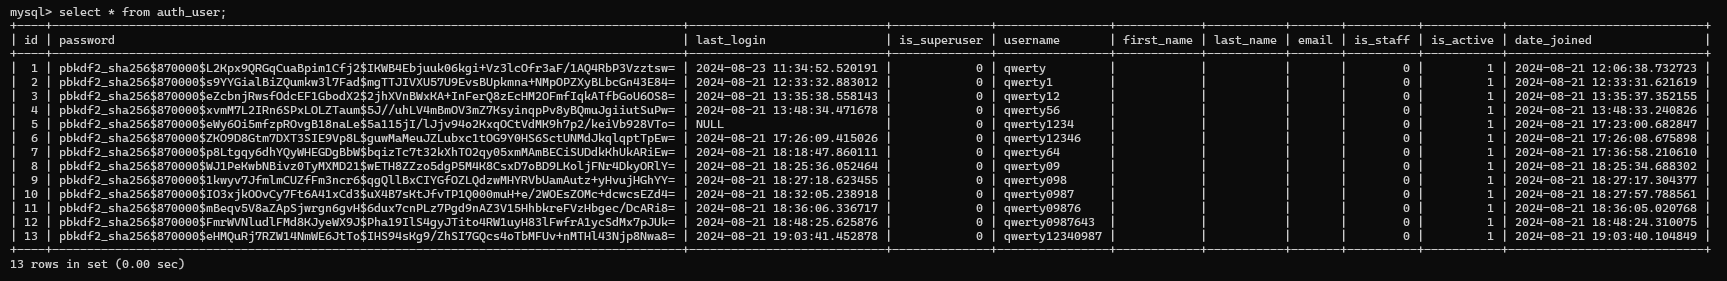 mysql> select * from auth_user;
| id | password | last_login | is_superuser | username | first_name | last_name | email | is_staff | is_active | date_joined |
| 1 | pbkdf2_sha256$870000$L2Kpx9QRGqCuaBpim1Cfj2$IKWB4Ebjuuk06kgi+Vz3lcOfr3aF/1AQ4RbP3Vzztsw= | 2024-08-23 11:34:52.520191 | 0 | qwerty | | | | 0 | 1 | 2024-08-21 12:06:38.732723 |
| 2 | pbkdf2_sha256$870000$s9YYGialBiZQumkw3l7Fad$mgTTJIVXU57U9EvsBUpkmna+NMpOPZXyBLbcGn43E84= | 2024-08-21 12:33:32.883012 | 0 | qwerty1 | | | | 0 | 1 | 2024-08-21 12:33:31.621619 |
| 3 | pbkdf2_sha256$870000$eZcbnjRwsfOdcEF1GbodX2$2jhXVnBWxKA+InFerQ8zEcHM2OFmfIqkATfbGoU6OS8= | 2024-08-21 13:35:38.558143 | 0 | qwerty12 | | | | 0 | 1 | 2024-08-21 13:35:37.352155 |
| 4 | pbkdf2_sha256$870000$xvmM7L2IRn6SPxLOLZTaum$5J//uhLV4mBmOV3mZ7KsyinqpPv8yBQmuJgiiutSuPw= | 2024-08-21 13:48:34.471678 | 0 | qwerty56 | | | | 0 | 1 | 2024-08-21 13:48:33.240826 |
| 5 | pbkdf2_sha256$870000$eWy6Oi5mfzpROvgB18naLe$5a115jI/lJjv94o2KxqOCtVdMK9h7p2/keiVb928VTo= | NULL | 0 | qwerty1234 | | | | 0 | 1 | 2024-08-21 17:23:00.682847 |
| 6 | pbkdf2_sha256$870000$ZKO9D8Gtm7DXT3SIE9Vp8L$guwMaMeuJZLubxc1tOG9Y0HS6SctUNMdJkqlqptTpEw= | 2024-08-21 17:26:09.415026 | 0 | qwerty12346 | | | | 0 | 1 | 2024-08-21 17:26:08.675898 |
| 7 | pbkdf2_sha256$870000$p8Ltgqy6dhYQyWHEGDgBbW$bqizTc7t32kXhTO2qy05xmMAmBECiSUDdkKhUkARiEw= | 2024-08-21 18:18:47.860111 | 0 | qwerty64 | | | | 0 | 1 | 2024-08-21 17:36:58.210610 |
| 8 | pbkdf2_sha256$870000$WJ1PeKwbNBivz0TyMXMD21$wETH8ZZzo5dgP5M4K8CsxD7oBD9LKoljFNr4DkyORlY= | 2024-08-21 18:25:36.052464 | 0 | qwerty09 | | | | 0 | 1 | 2024-08-21 18:25:34.688302 |
| 9 | pbkdf2_sha256$870000$1kwyv7JfmlmCUZfFm3ncr6$qgQllBxCIYGfOZLQdzwMHYRVbUamAutz+yHvujHGhYY= | 2024-08-21 18:27:18.623455 | 0 | qwerty098 | | | | 0 | 1 | 2024-08-21 18:27:17.304377 |
| 10 | pbkdf2_sha256$870000$IO3xjkOOvCy7Ft6A41xCd3$uX4B7sKtJfvTP1Q000muH+e/2WOEsZOMc+dcwcsEZd4= | 2024-08-21 18:32:05.238918 | 0 | qwerty0987 | | | | 0 | 1 | 2024-08-21 18:27:57.788561 |
| 11 | pbkdf2_sha256$870000$mBeqv5V8aZApSjwrgn6gvH$6dux7cnPLz7Pgd9nAZ3V15HhbkreFVzHbgec/DcARi8= | 2024-08-21 18:36:06.336717 | 0 | qwerty09876 | | | | 0 | 1 | 2024-08-21 18:36:05.020768 |
| 12 | pbkdf2_sha256$870000$FmrWVNludlFMd8KJyeWX9J$Pha19IlS4gyJTito4RW1uyH83lFwfrA1ycSdMx7pJUk= | 2024-08-21 18:48:25.625876 | 0 | qwerty0987643 | | | | 0 | 1 | 2024-08-21 18:48:24.310075 |
| 13 | pbkdf2_sha256$870000$eHMQuRj7RZW14NmWE6JtTo$IHS94sKg9/ZhSI7GQcs4oTbMFUv+nMTHl43Njp8Nwa8= | 2024-08-21 19:03:41.452878 | 0 | qwerty12340987 | | | | 0 | 1 | 2024-08-21 19:03:40.104849 |
13 rows in set (0.00 sec)